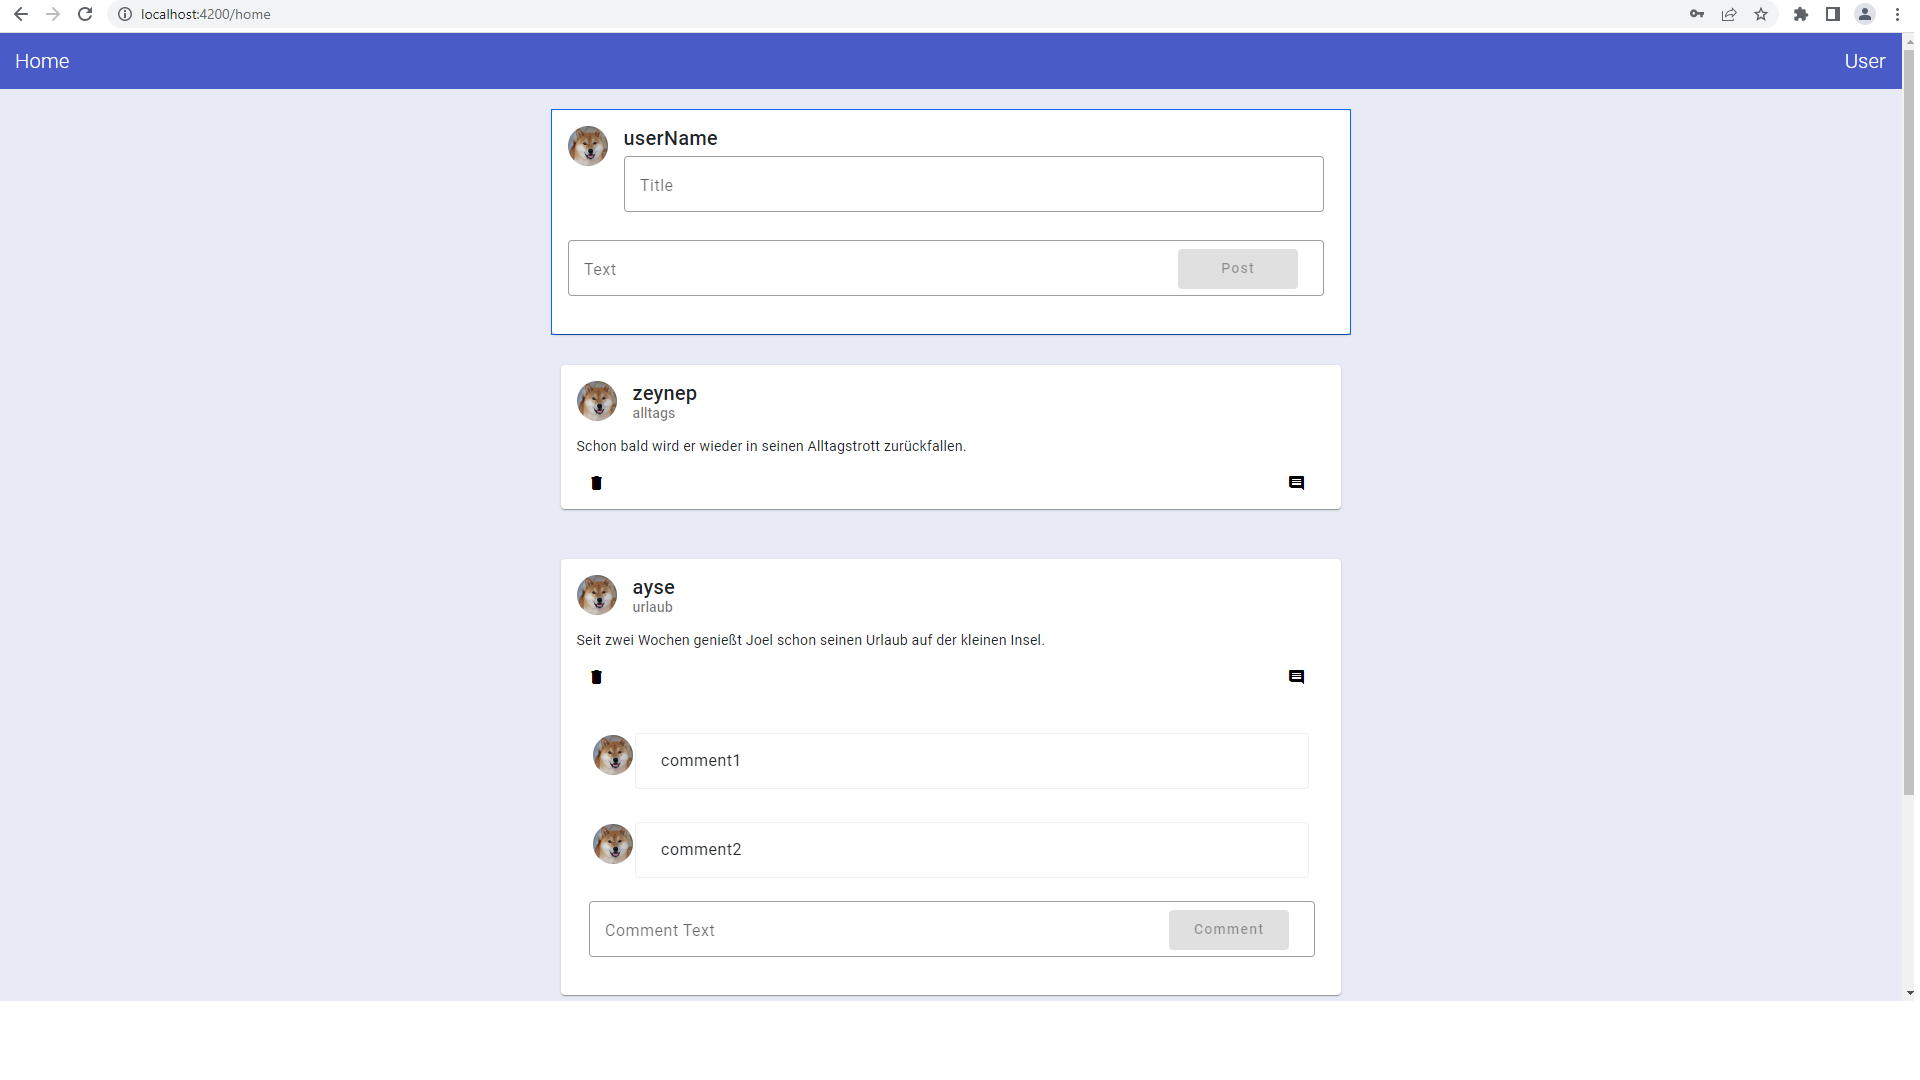 localhost:4200/home
Home
User
userName
Title
Text
Post
zeynep
alltags
Schon bald wird er wieder in seinen Alltagstrott zurückfallen.
ayse
urlaub
Seit zwei Wochen genießt Joel schon seinen Urlaub auf der kleinen Insel.
comment1
comment2
Comment Text
Comment